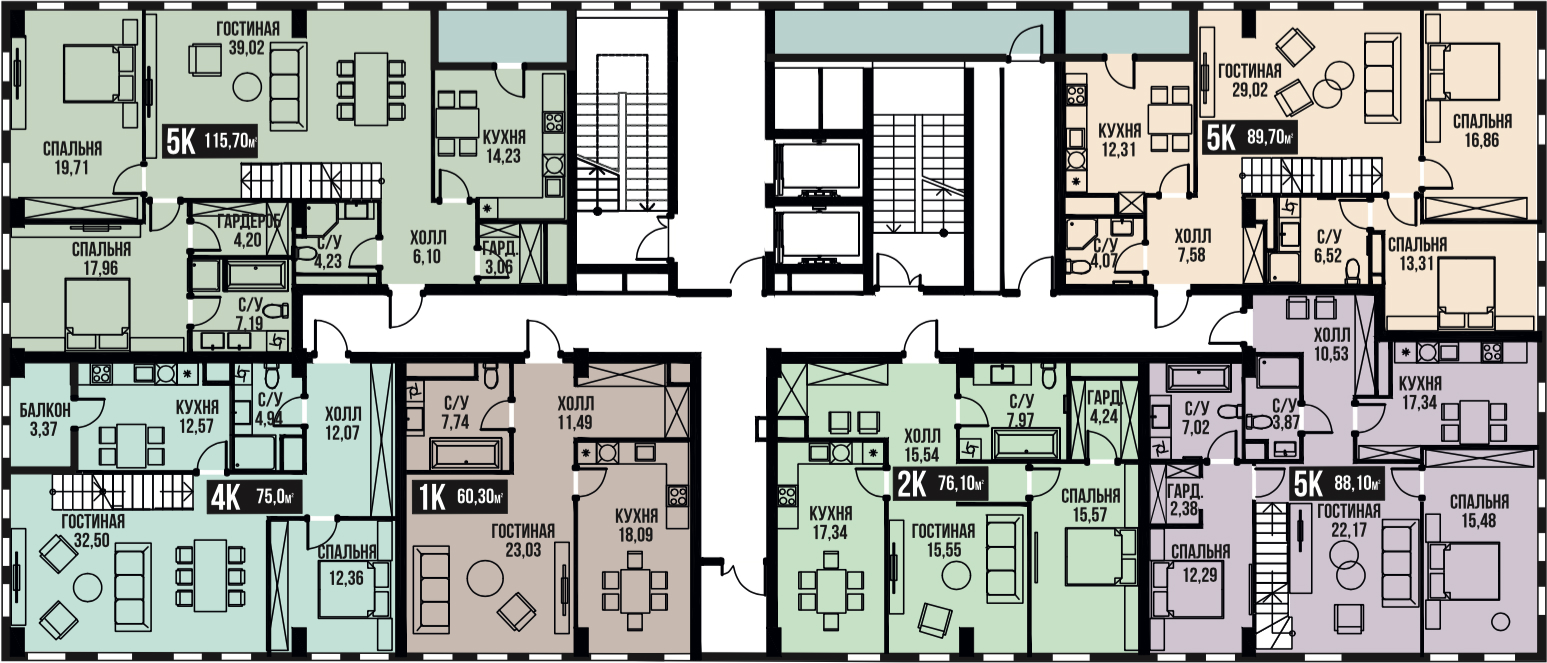 ГОСТИНАЯ
39,02
5К 115,70м²
СПАЛЬНЯ
19,71
КУХНЯ
14,23
ГАРДЕРОБ
4,20
С/У
4,23
ХОЛЛ
6,10
ГАРД.
3,06
СПАЛЬНЯ
17,96
С/У
7,19
ГОСТИНАЯ
29,02
5К 89,70м²
КУХНЯ
12,31
СПАЛЬНЯ
16,86
С/У
4,07
ХОЛЛ
7,58
С/У
6,52
СПАЛЬНЯ
13,31
БАЛКОН
3,37
КУХНЯ
12,57
С/У
4,94
ХОЛЛ
12,07
4К 75,0м²
ГОСТИНАЯ
32,50
СПАЛЬНЯ
12,36
С/У
7,74
ХОЛЛ
11,49
1К 60,30м²
ГОСТИНАЯ
23,03
КУХНЯ
18,09
ХОЛЛ
15,54
С/У
7,97
ГАРД.
4,24
2К 76,10м²
КУХНЯ
17,34
ГОСТИНАЯ
15,55
СПАЛЬНЯ
15,57
ХОЛЛ
10,53
КУХНЯ
17,34
С/У
7,02
С/У
3,87
ГАРД.
2,38
5К 88,10м²
ГОСТИНАЯ
22,17
СПАЛЬНЯ
15,48
СПАЛЬНЯ
12,29